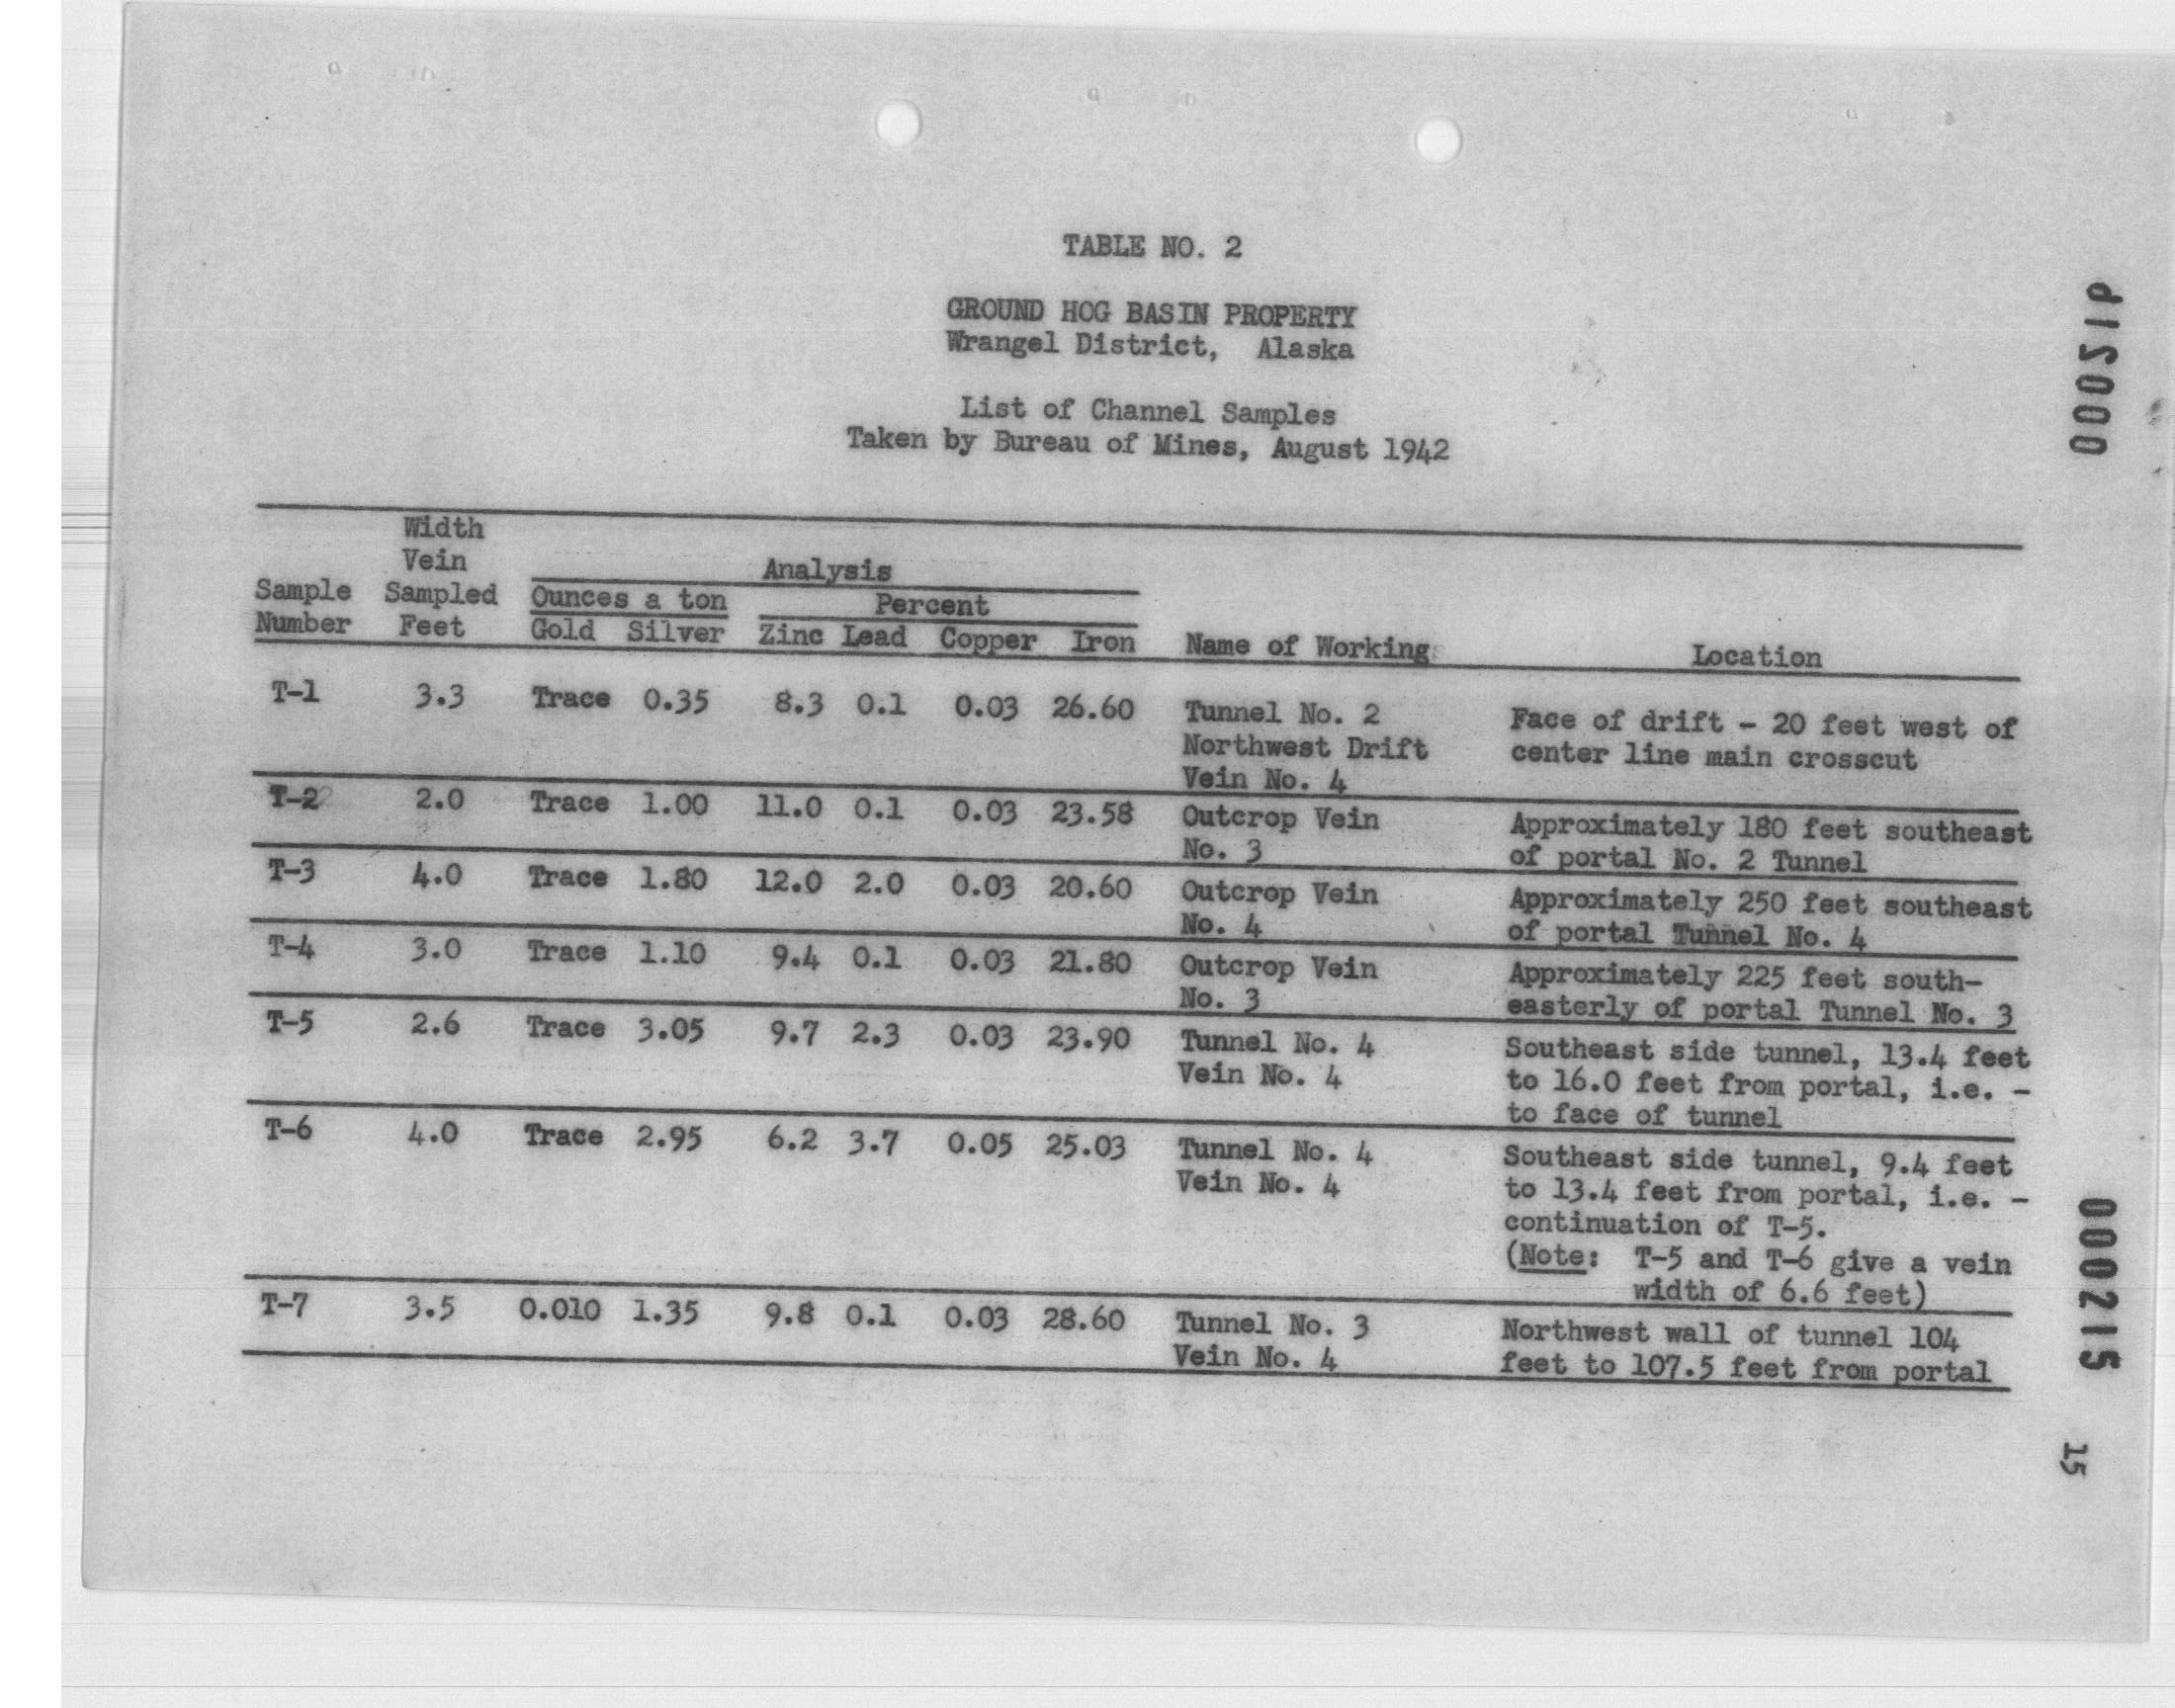 TABLE NO. 2
GROUND HOG BASIN PROPERTY
Wrangel District, Alaska
List of Channel Samples
Taken by Bureau of Mines, August 1942
Width
Vein
Analysis
Sample Sampled Ounces a ton Percent
Number Feet Gold Silver Zinc Lead Copper Iron Name of Workings Location
T-1 3.3 Trace 0.35 8.3 0.1 0.03 26.60 Tunnel No. 2 Face of drift - 20 feet west of
Northwest Drift center line main crosscut
Vein No. 4
T-2 2.0 Trace 1.00 11.0 0.1 0.03 23.58 Outcrop Vein Approximately 180 feet southeast
No. 3 of portal No. 2 Tunnel
T-3 4.0 Trace 1.80 12.0 2.0 0.03 20.60 Outcrop Vein Approximately 250 feet southeast
No. 4 of portal Tunnel No. 4
T-4 3.0 Trace 1.10 9.4 0.1 0.03 21.80 Outcrop Vein Approximately 225 feet south-
No. 3 easterly of portal Tunnel No. 3
T-5 2.6 Trace 3.05 9.7 2.3 0.03 23.90 Tunnel No. 4 Southeast side tunnel, 13.4 feet
Vein No. 4 to 16.0 feet from portal, i.e. -
to face of tunnel
T-6 4.0 Trace 2.95 6.2 3.7 0.05 25.03 Tunnel No. 4 Southeast side tunnel, 9.4 feet
Vein No. 4 to 13.4 feet from portal, i.e. -
continuation of T-5.
(Note: T-5 and T-6 give a vein
width of 6.6 feet)
T-7 3.5 0.010 1.35 9.8 0.1 0.03 28.60 Tunnel No. 3 Northwest wall of tunnel 104
Vein No. 4 feet to 107.5 feet from portal
000215
15